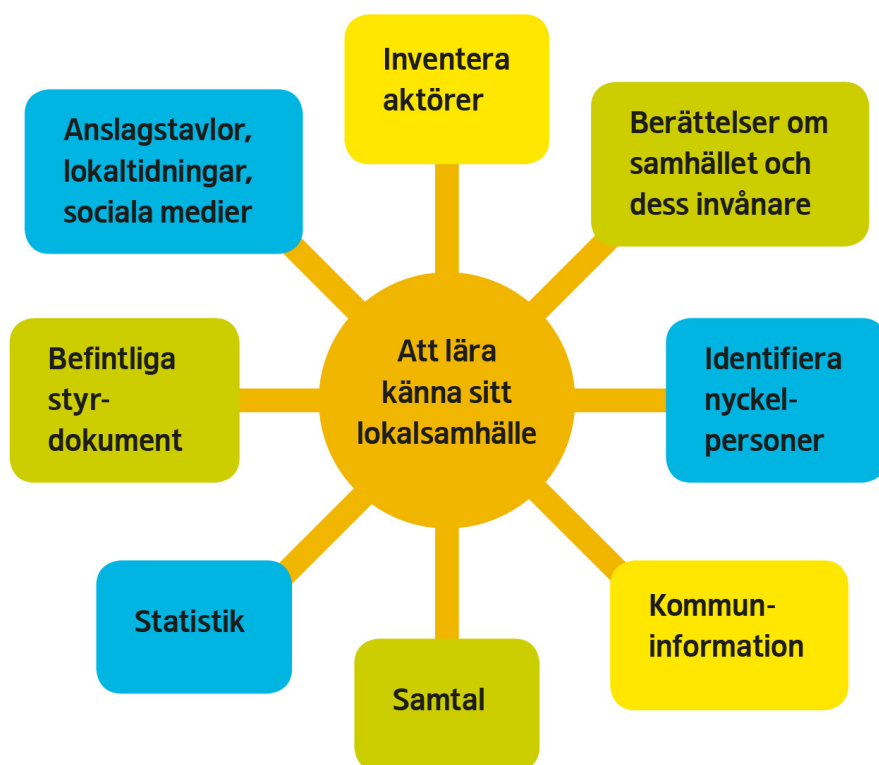 Inventera
aktörer
Anslagstavlor,
lokaltidningar,
sociala medier
Berättelser om
samhället och
dess invånare
Att lära
känna sitt
lokalsamhälle
Befintliga
styr-
dokument
Identifiera
nyckel-
personer
Statistik
Kommun-
information
Samtal